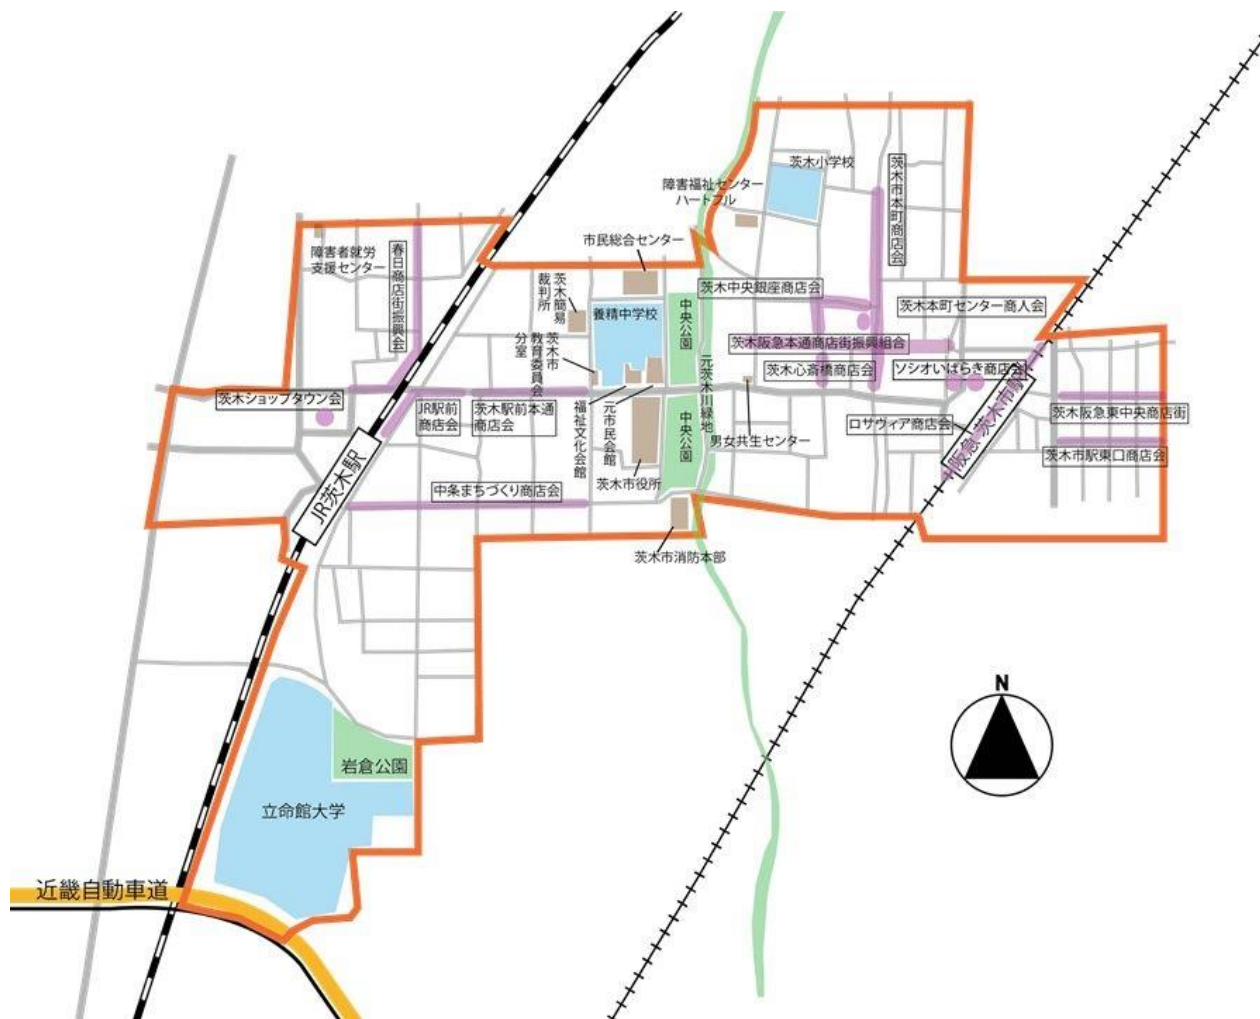 茨木小学校
障害福祉センター
ハートフル
茨木市本町商店会
市民総合センター
障害者就労
支援センター
春日商店街振興会
茨木簡易
裁判所
養精中学校
中央公園
茨木中央銀座商店会
茨木本町センター商人会
茨木市
教育委員会
分室
元茨木川緑地
茨木阪急本通商店街振興組合
茨木心斎橋商店会
ソシオいばらき商店会
茨木ショップタウン会
JR駅前
商店会
茨木駅前本通
商店会
福祉文化会館
元市民会館
中央公園
男女共生センター
ロサヴィア商店会
阪急・茨木市駅
茨木阪急東中央商店街
茨木市駅東口商店会
JR茨木駅
中条まちづくり商店会
茨木市役所
茨木市消防本部
N
岩倉公園
立命館大学
近畿自動車道